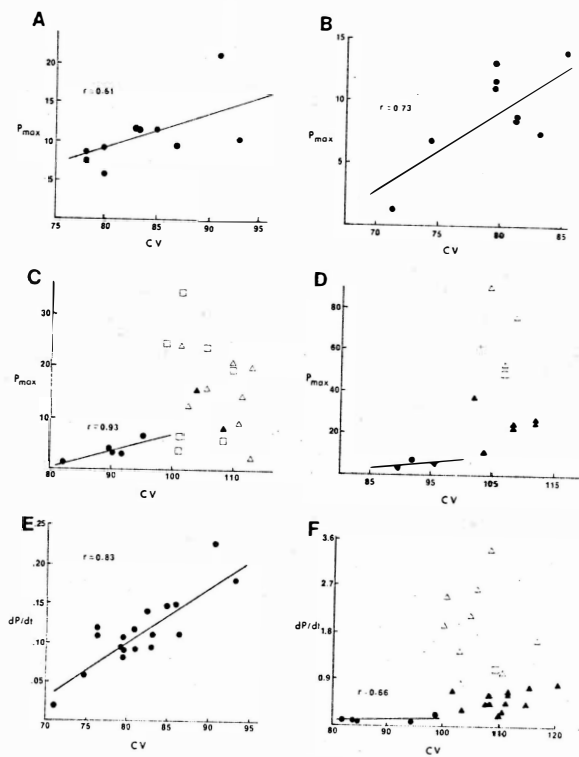 A
20
15
10
5
Pmax
r = 0.61
75 80 85 90 95
CV
B
15
10
5
Pmax
r = 0.73
70 75 80 85
CV
C
30
20
10
Pmax
r = 0.93
80 90 100 110
CV
D
80
60
40
20
Pmax
85 95 105 115
CV
E
.25
.20
.15
.10
.05
dP/dt
r = 0.83
70 75 80 85 90 95
CV
F
3.6
2.7
1.8
0.9
dP/dt
r = 0.66
80 90 100 110 120
CV